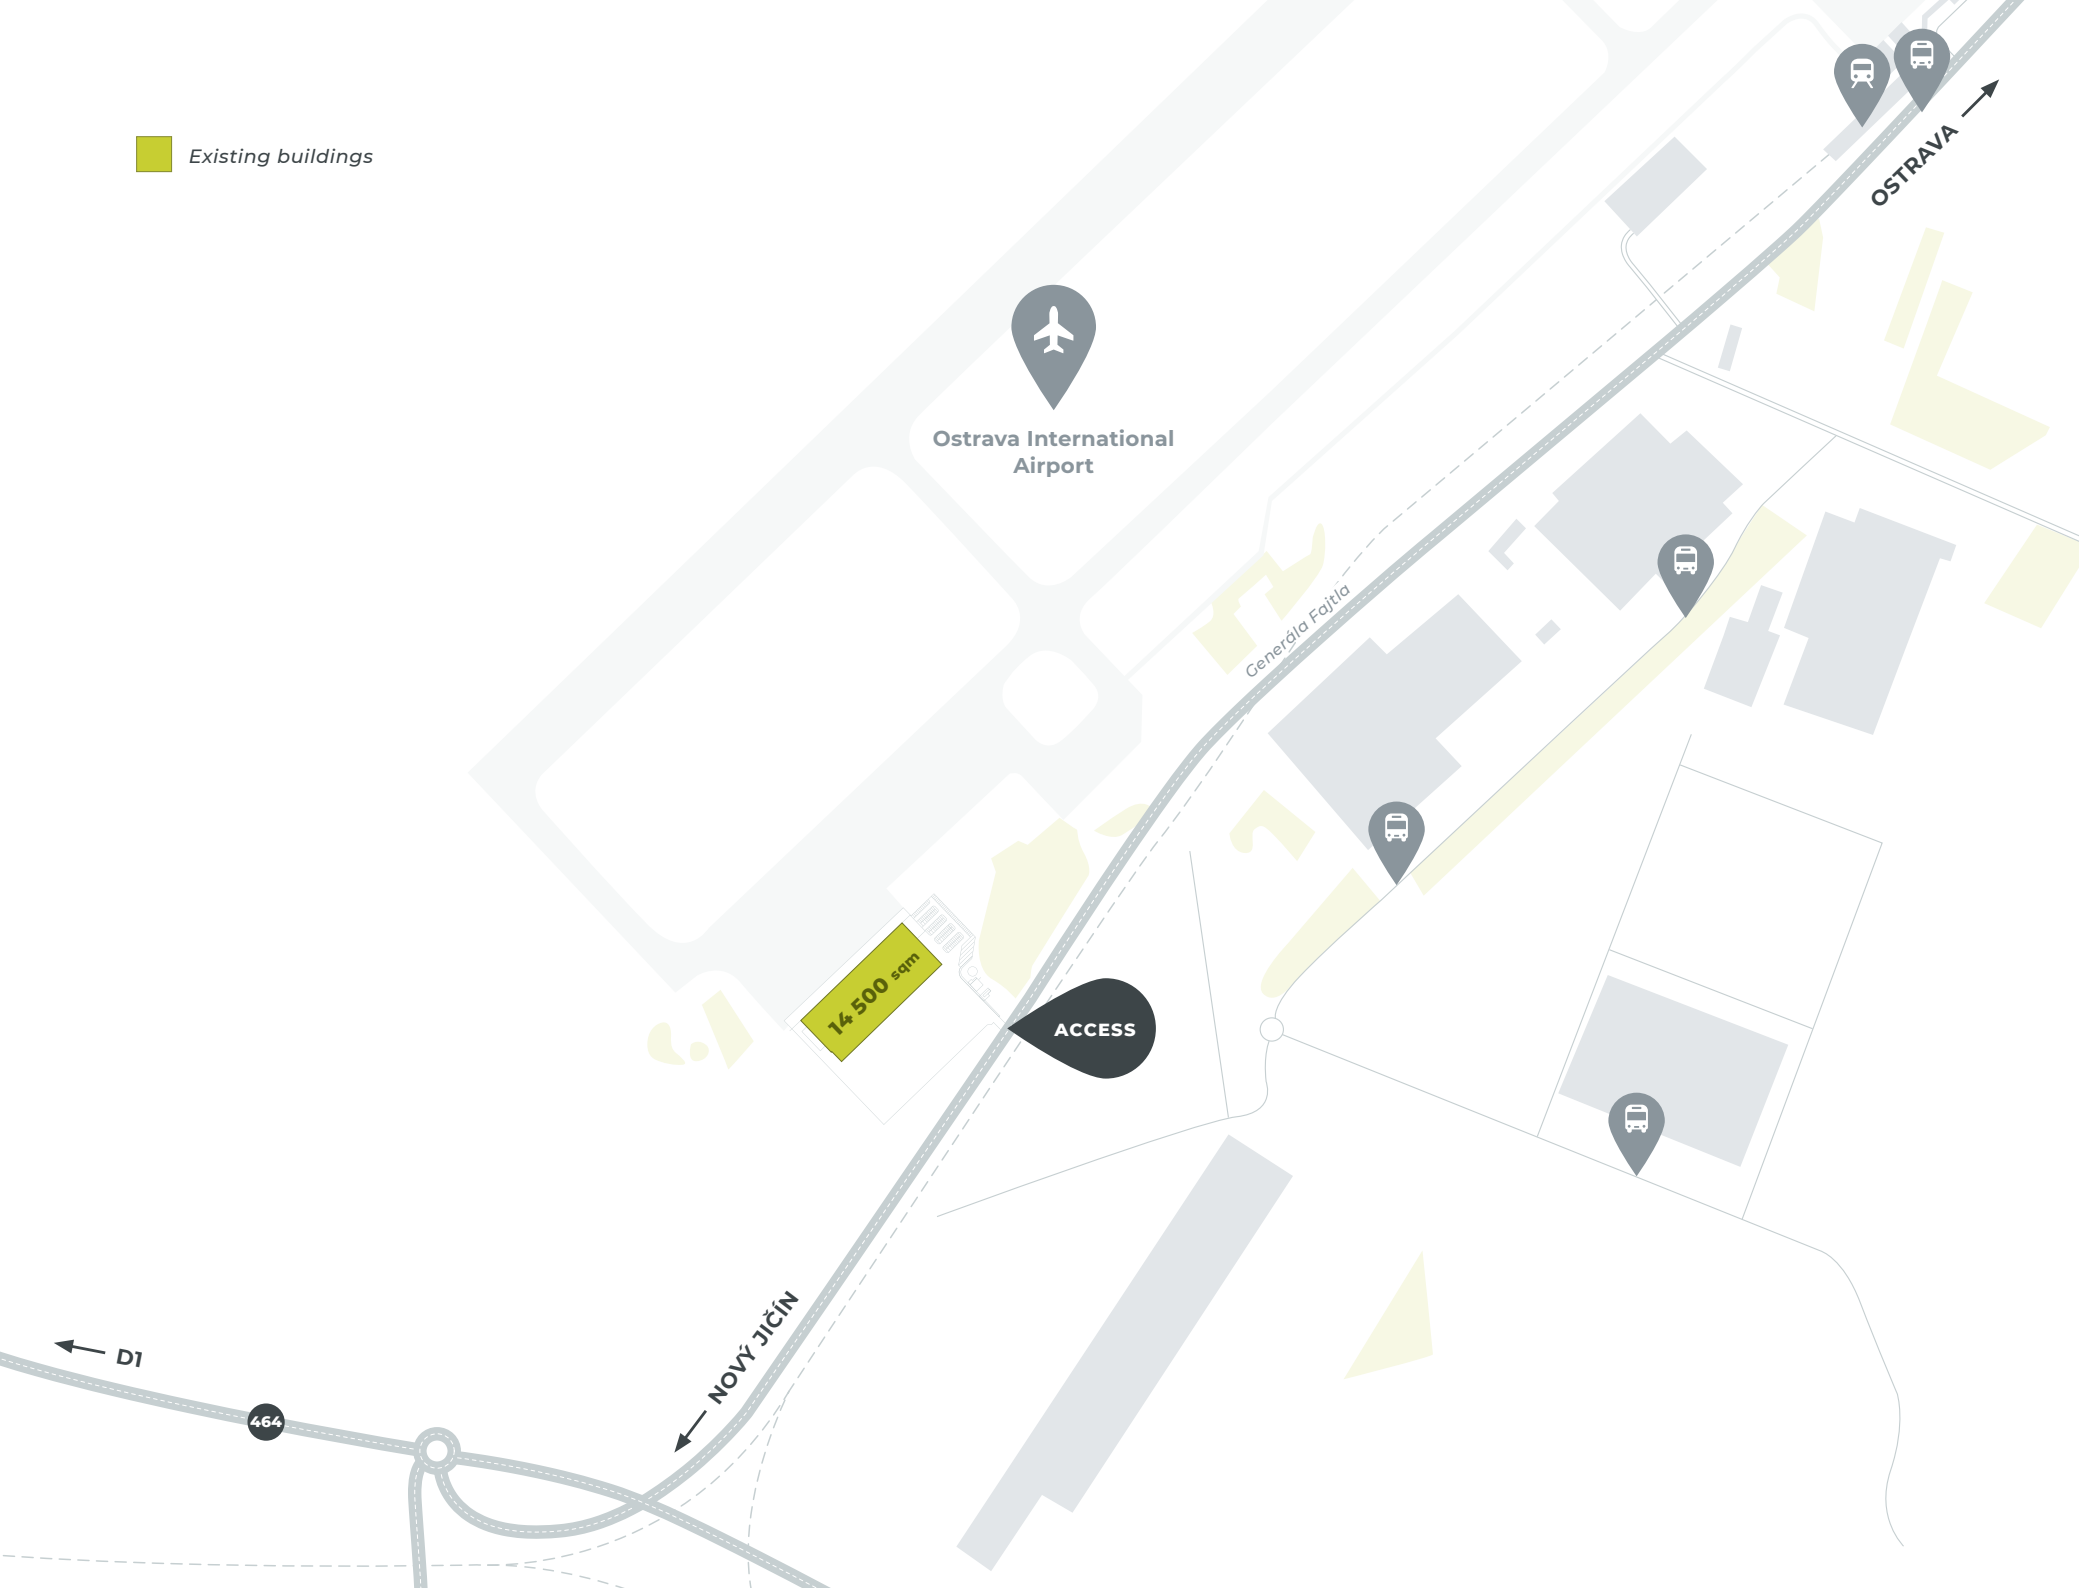 Existing buildings
OSTRAVA
Ostrava International
Airport
Generála Fajtla
14 500 sqm
ACCESS
NOVÝ JIČÍN
D1
464